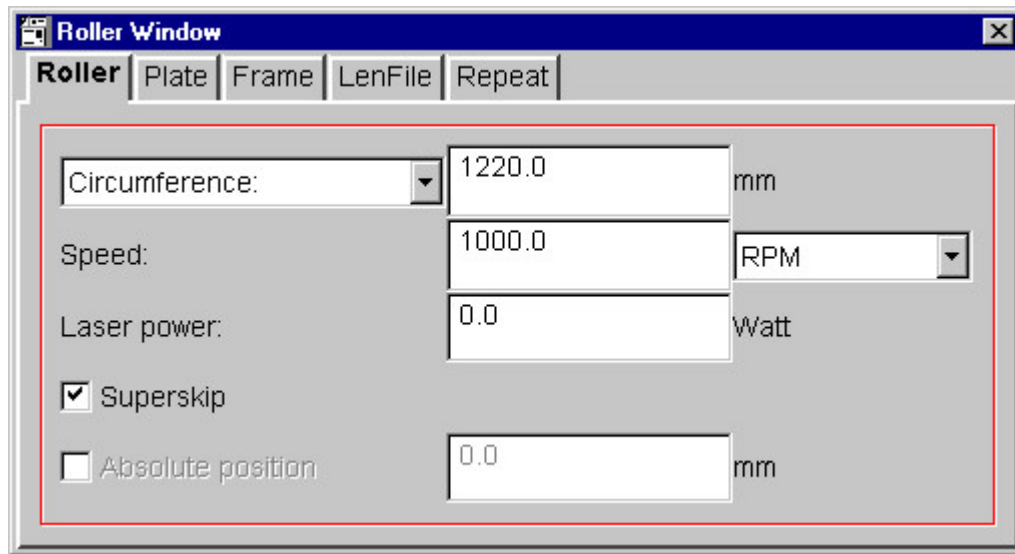 Roller Window
Roller Plate Frame LenFile Repeat
Circumference: 1220.0 mm
Speed: 1000.0 RPM
Laser power: 0.0 Watt
Superskip
Absolute position 0.0 mm